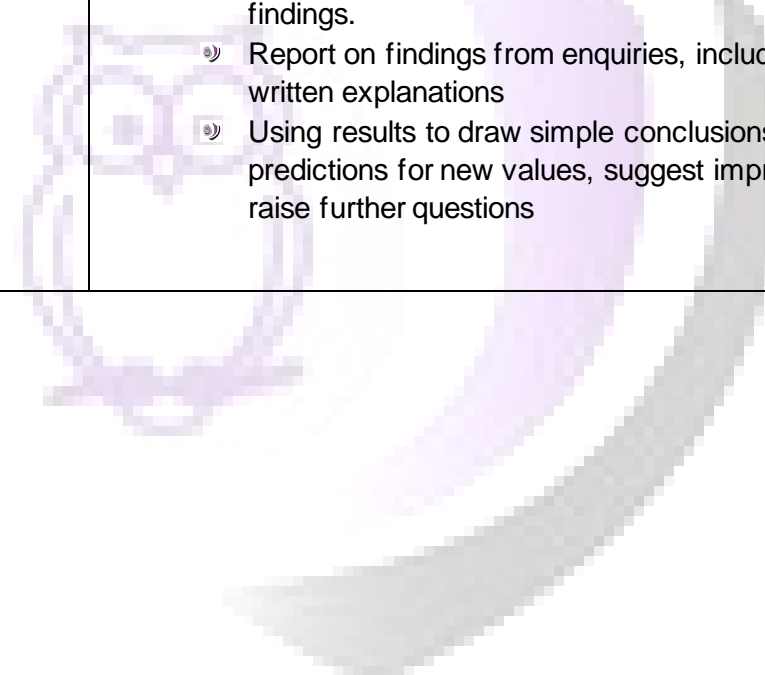 findings.
Report on findings from enquiries, includ
written explanations
Using results to draw simple conclusions
predictions for new values, suggest impr
raise further questions